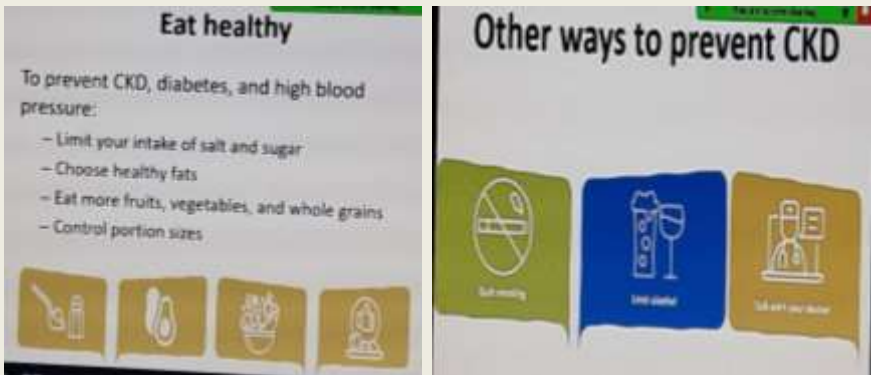 Eat healthy
To prevent CKD, diabetes, and high blood
pressure:
– Limit your intake of salt and sugar
– Choose healthy fats
– Eat more fruits, vegetables, and whole grains
– Control portion sizes
Other ways to prevent CKD
Quit smoking
Limit alcohol
Talk with your doctor